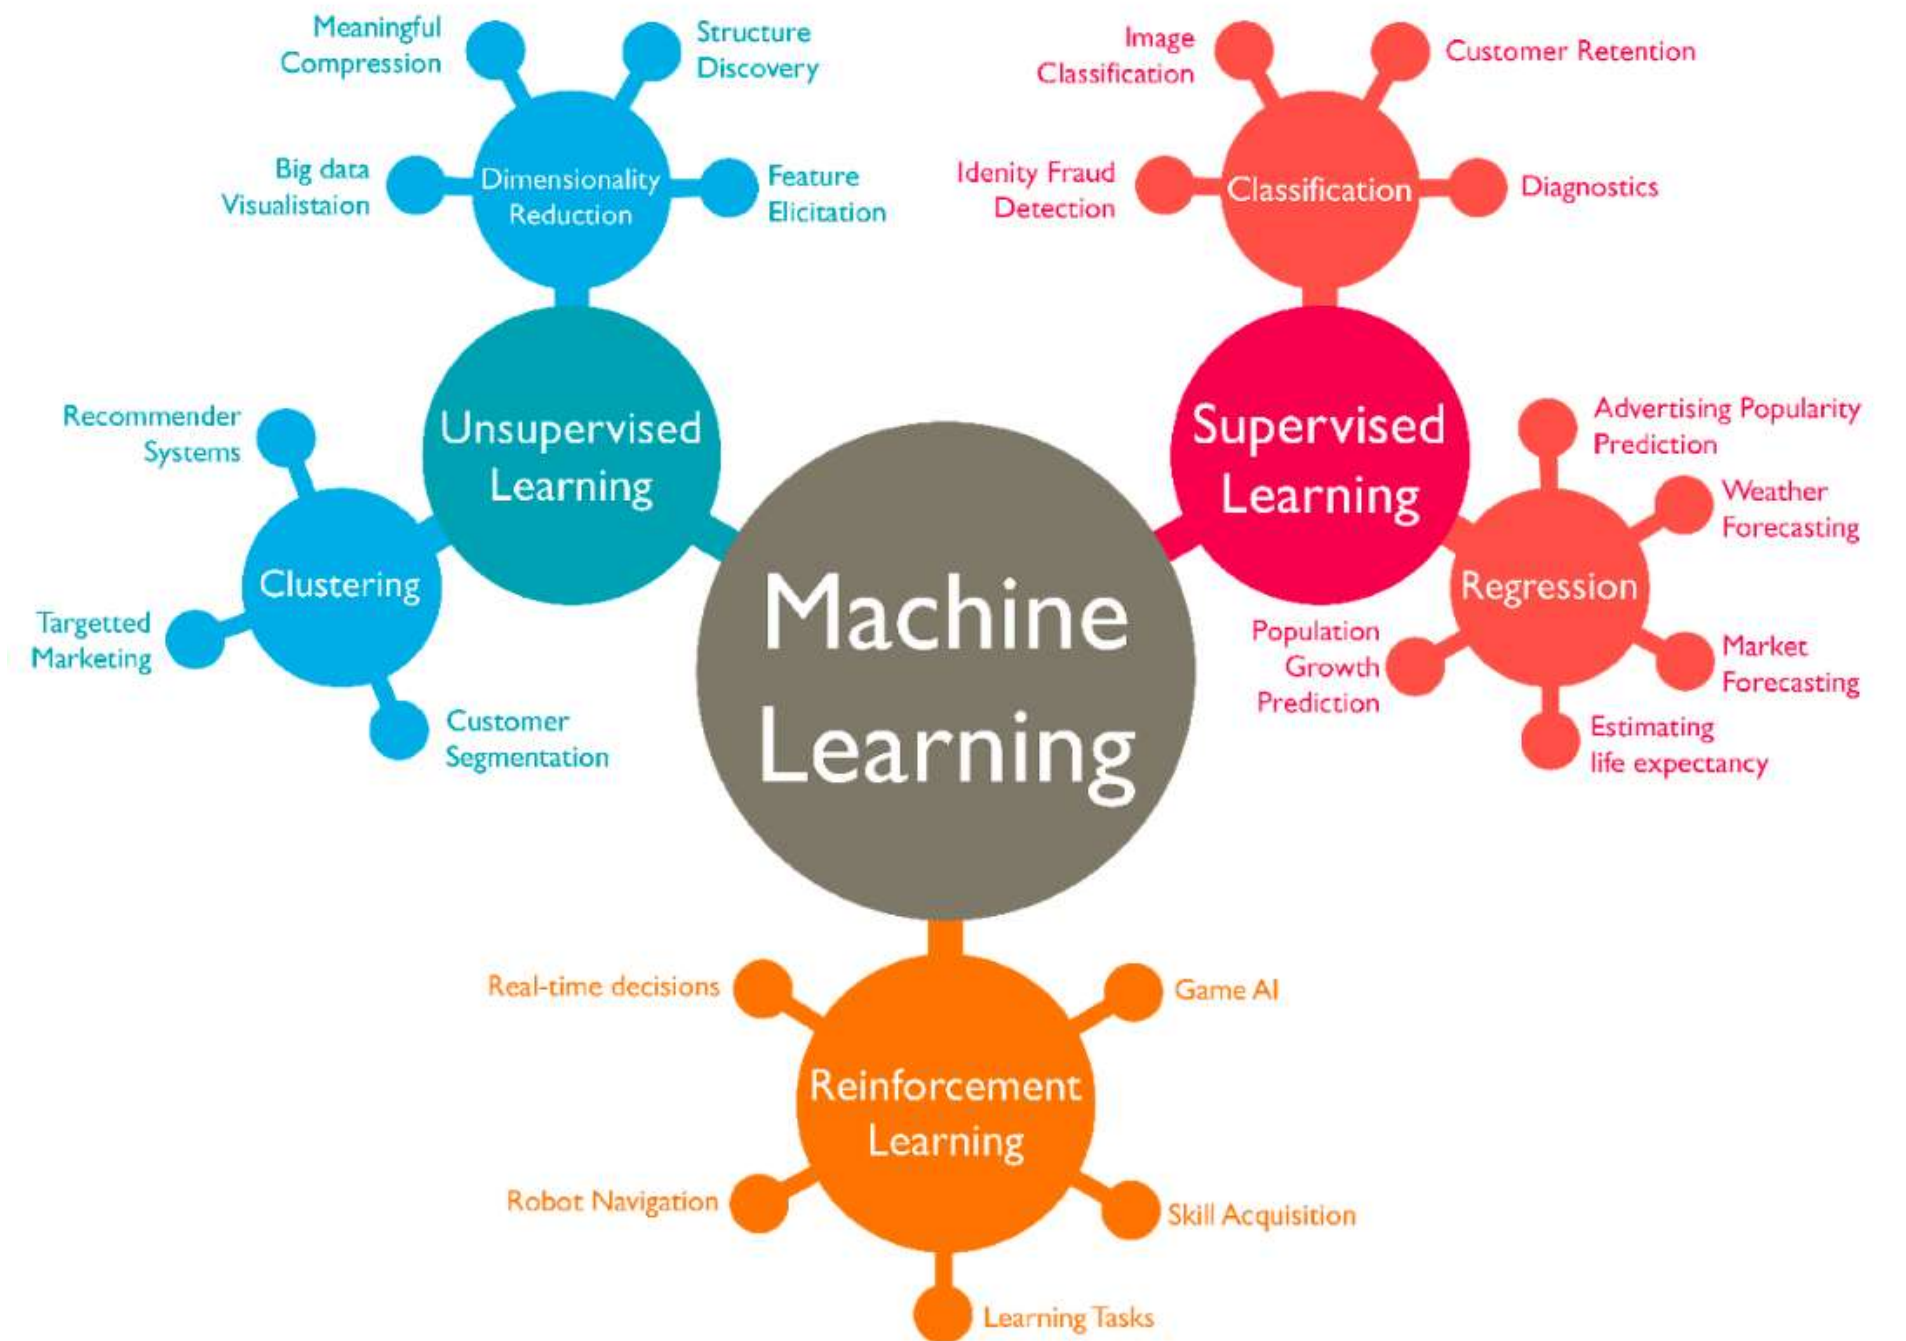 Meaningful
Compression
Structure
Discovery
Big data
Visualistaion
Dimensionality
Reduction
Feature
Elicitation
Image
Classification
Customer Retention
Idenity Fraud
Detection
Classification
Diagnostics
Unsupervised
Learning
Recommender
Systems
Clustering
Targetted
Marketing
Customer
Segmentation
Machine
Learning
Supervised
Learning
Advertising Popularity
Prediction
Weather
Forecasting
Regression
Population
Growth
Prediction
Market
Forecasting
Estimating
life expectancy
Real-time decisions
Game AI
Reinforcement
Learning
Robot Navigation
Skill Acquisition
Learning Tasks